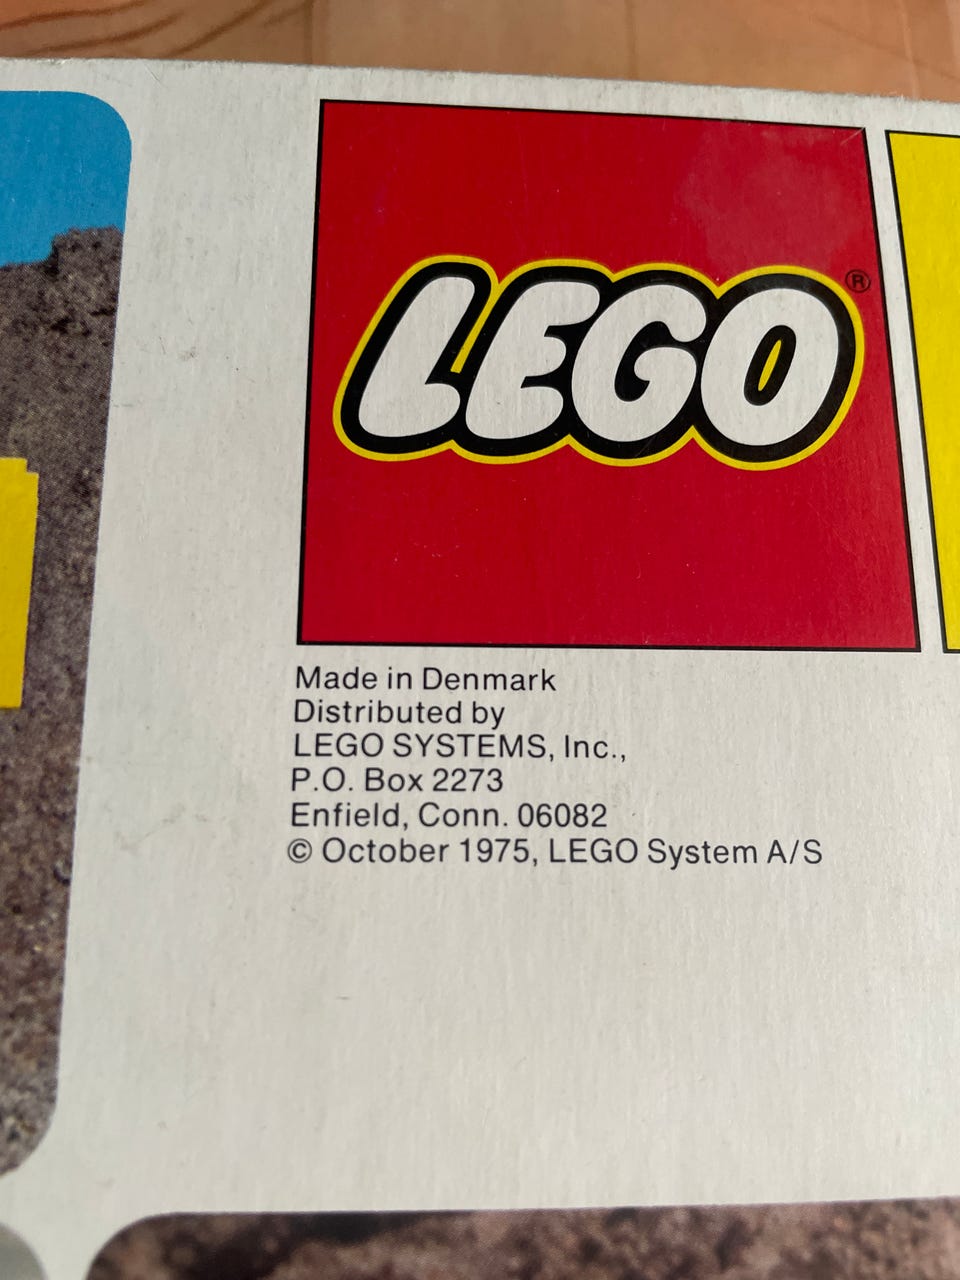 LEGO®
Made in Denmark
Distributed by
LEGO SYSTEMS, Inc.,
P.O. Box 2273
Enfield, Conn. 06082
© October 1975, LEGO System A/S